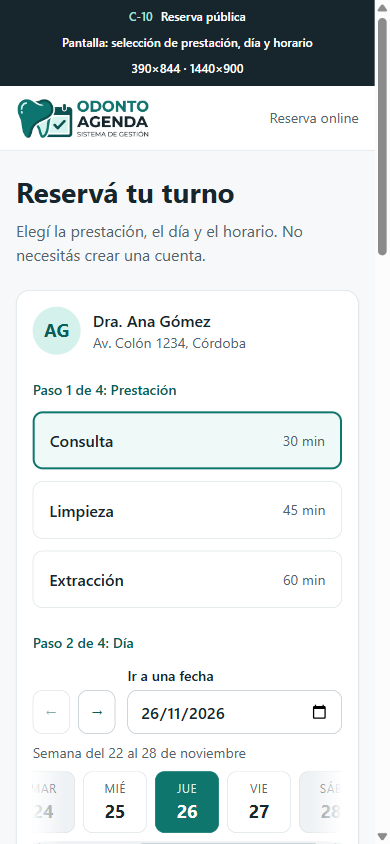 C-10 Reserva pública
Pantalla: selección de prestación, día y horario
390×844 · 1440×900
ODONTO
AGENDA
SISTEMA DE GESTIÓN
Reserva online
Reservá tu turno
Elegí la prestación, el día y el horario. No
necesitás crear una cuenta.
AG
Dra. Ana Gómez
Av. Colón 1234, Córdoba
Paso 1 de 4: Prestación
Consulta 30 min
Limpieza 45 min
Extracción 60 min
Paso 2 de 4: Día
Ir a una fecha
← → 26/11/2026
Semana del 22 al 28 de noviembre
MAR MIÉ JUE VIE SÁB
24 25 26 27 28